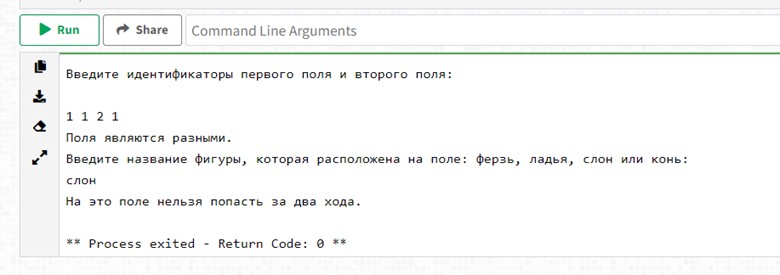 Run
Share
Command Line Arguments
Введите идентификаторы первого поля и второго поля:
1 1 2 1
Поля являются разными.
Введите название фигуры, которая расположена на поле: ферзь, ладья, слон или конь:
слон
На это поле нельзя попасть за два хода.
** Process exited - Return Code: 0 **